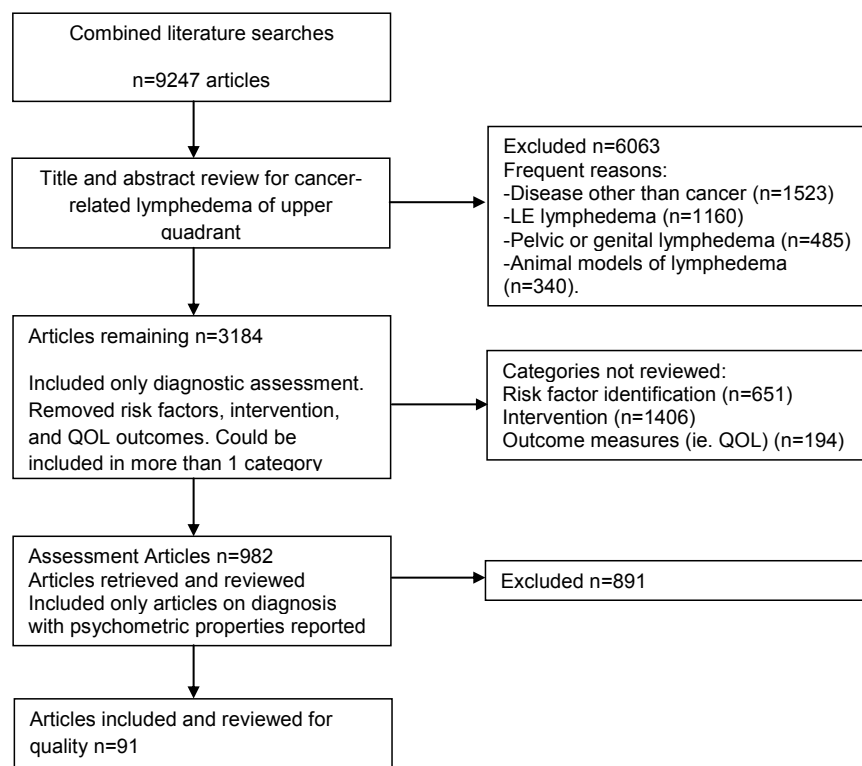 Combined literature searches
n=9247 articles
Title and abstract review for cancer-
related lymphedema of upper
quadrant
Excluded n=6063
Frequent reasons:
-Disease other than cancer (n=1523)
-LE lymphedema (n=1160)
-Pelvic or genital lymphedema (n=485)
-Animal models of lymphedema
(n=340).
Articles remaining n=3184
Included only diagnostic assessment.
Removed risk factors, intervention,
and QOL outcomes. Could be
included in more than 1 category
Categories not reviewed:
Risk factor identification (n=651)
Intervention (n=1406)
Outcome measures (ie. QOL) (n=194)
Assessment Articles n=982
Articles retrieved and reviewed
Included only articles on diagnosis
with psychometric properties reported
Excluded n=891
Articles included and reviewed for
quality n=91